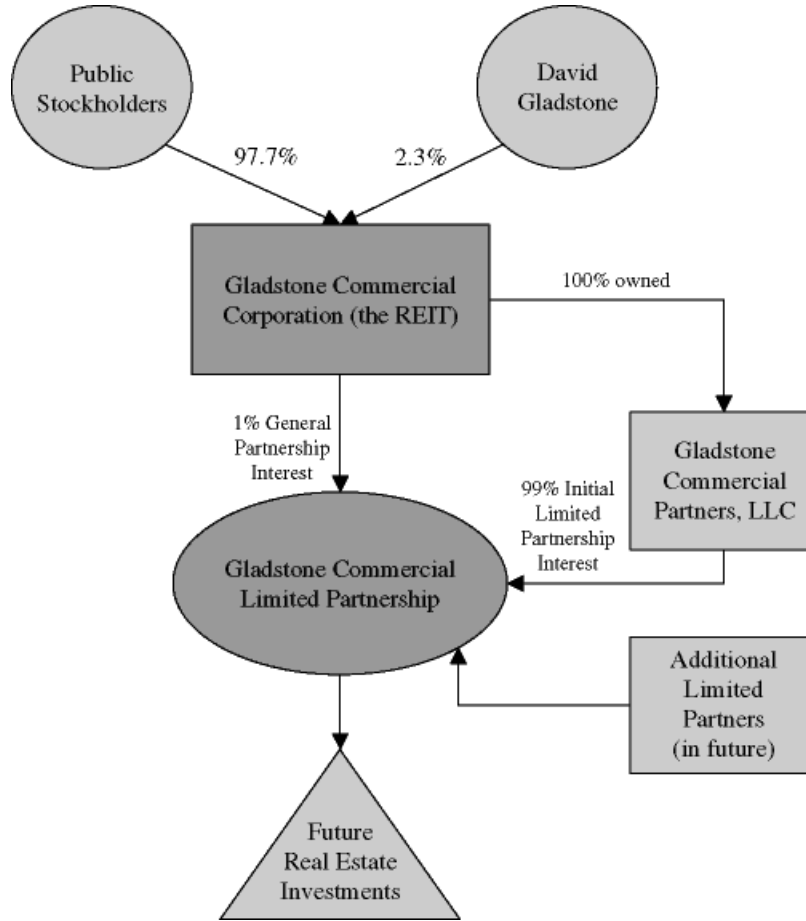 Public
Stockholders
David
Gladstone
97.7%
2.3%
Gladstone Commercial
Corporation (the REIT)
100% owned
1% General
Partnership
Interest
Gladstone
Commercial
Partners, LLC
99% Initial
Limited
Partnership
Interest
Gladstone Commercial
Limited Partnership
Additional
Limited
Partners
(in future)
Future
Real Estate
Investments